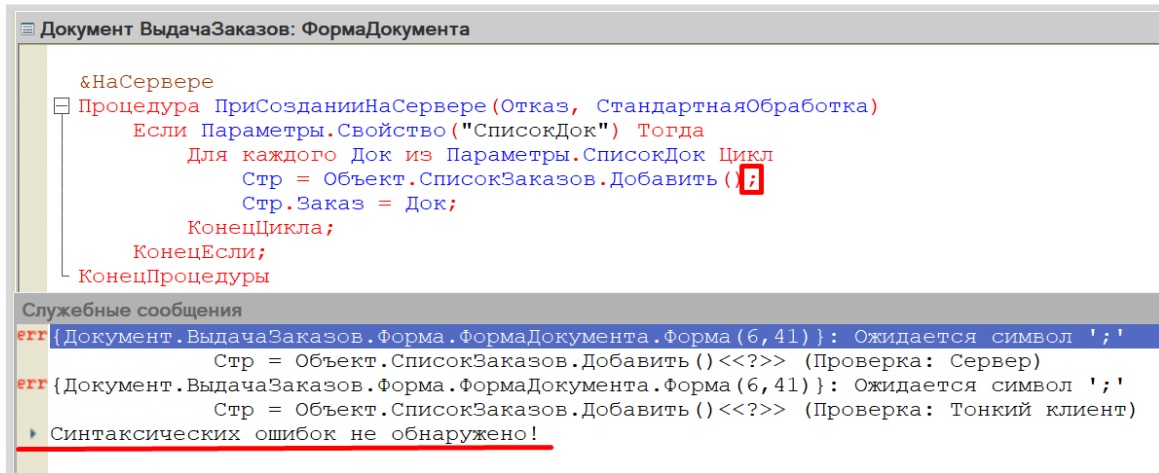 Документ ВыдачаЗаказов: ФормаДокумента
&НаСервере
Процедура ПриСозданииНаСервере(Отказ, СтандартнаяОбработка)
Если Параметры.Свойство("СписокДок") Тогда
Для каждого Док из Параметры.СписокДок Цикл
Стр = Объект.СписокЗаказов.Добавить();
Стр.Заказ = Док;
КонецЦикла;
КонецЕсли;
КонецПроцедуры
Служебные сообщения
err {Документ.ВыдачаЗаказов.Форма.ФормаДокумента.Форма(6,41)}: Ожидается символ ';'
Стр = Объект.СписокЗаказов.Добавить()<<?>> (Проверка: Сервер)
err {Документ.ВыдачаЗаказов.Форма.ФормаДокумента.Форма(6,41)}: Ожидается символ ';'
Стр = Объект.СписокЗаказов.Добавить()<<?>> (Проверка: Тонкий клиент)
Синтаксических ошибок не обнаружено!